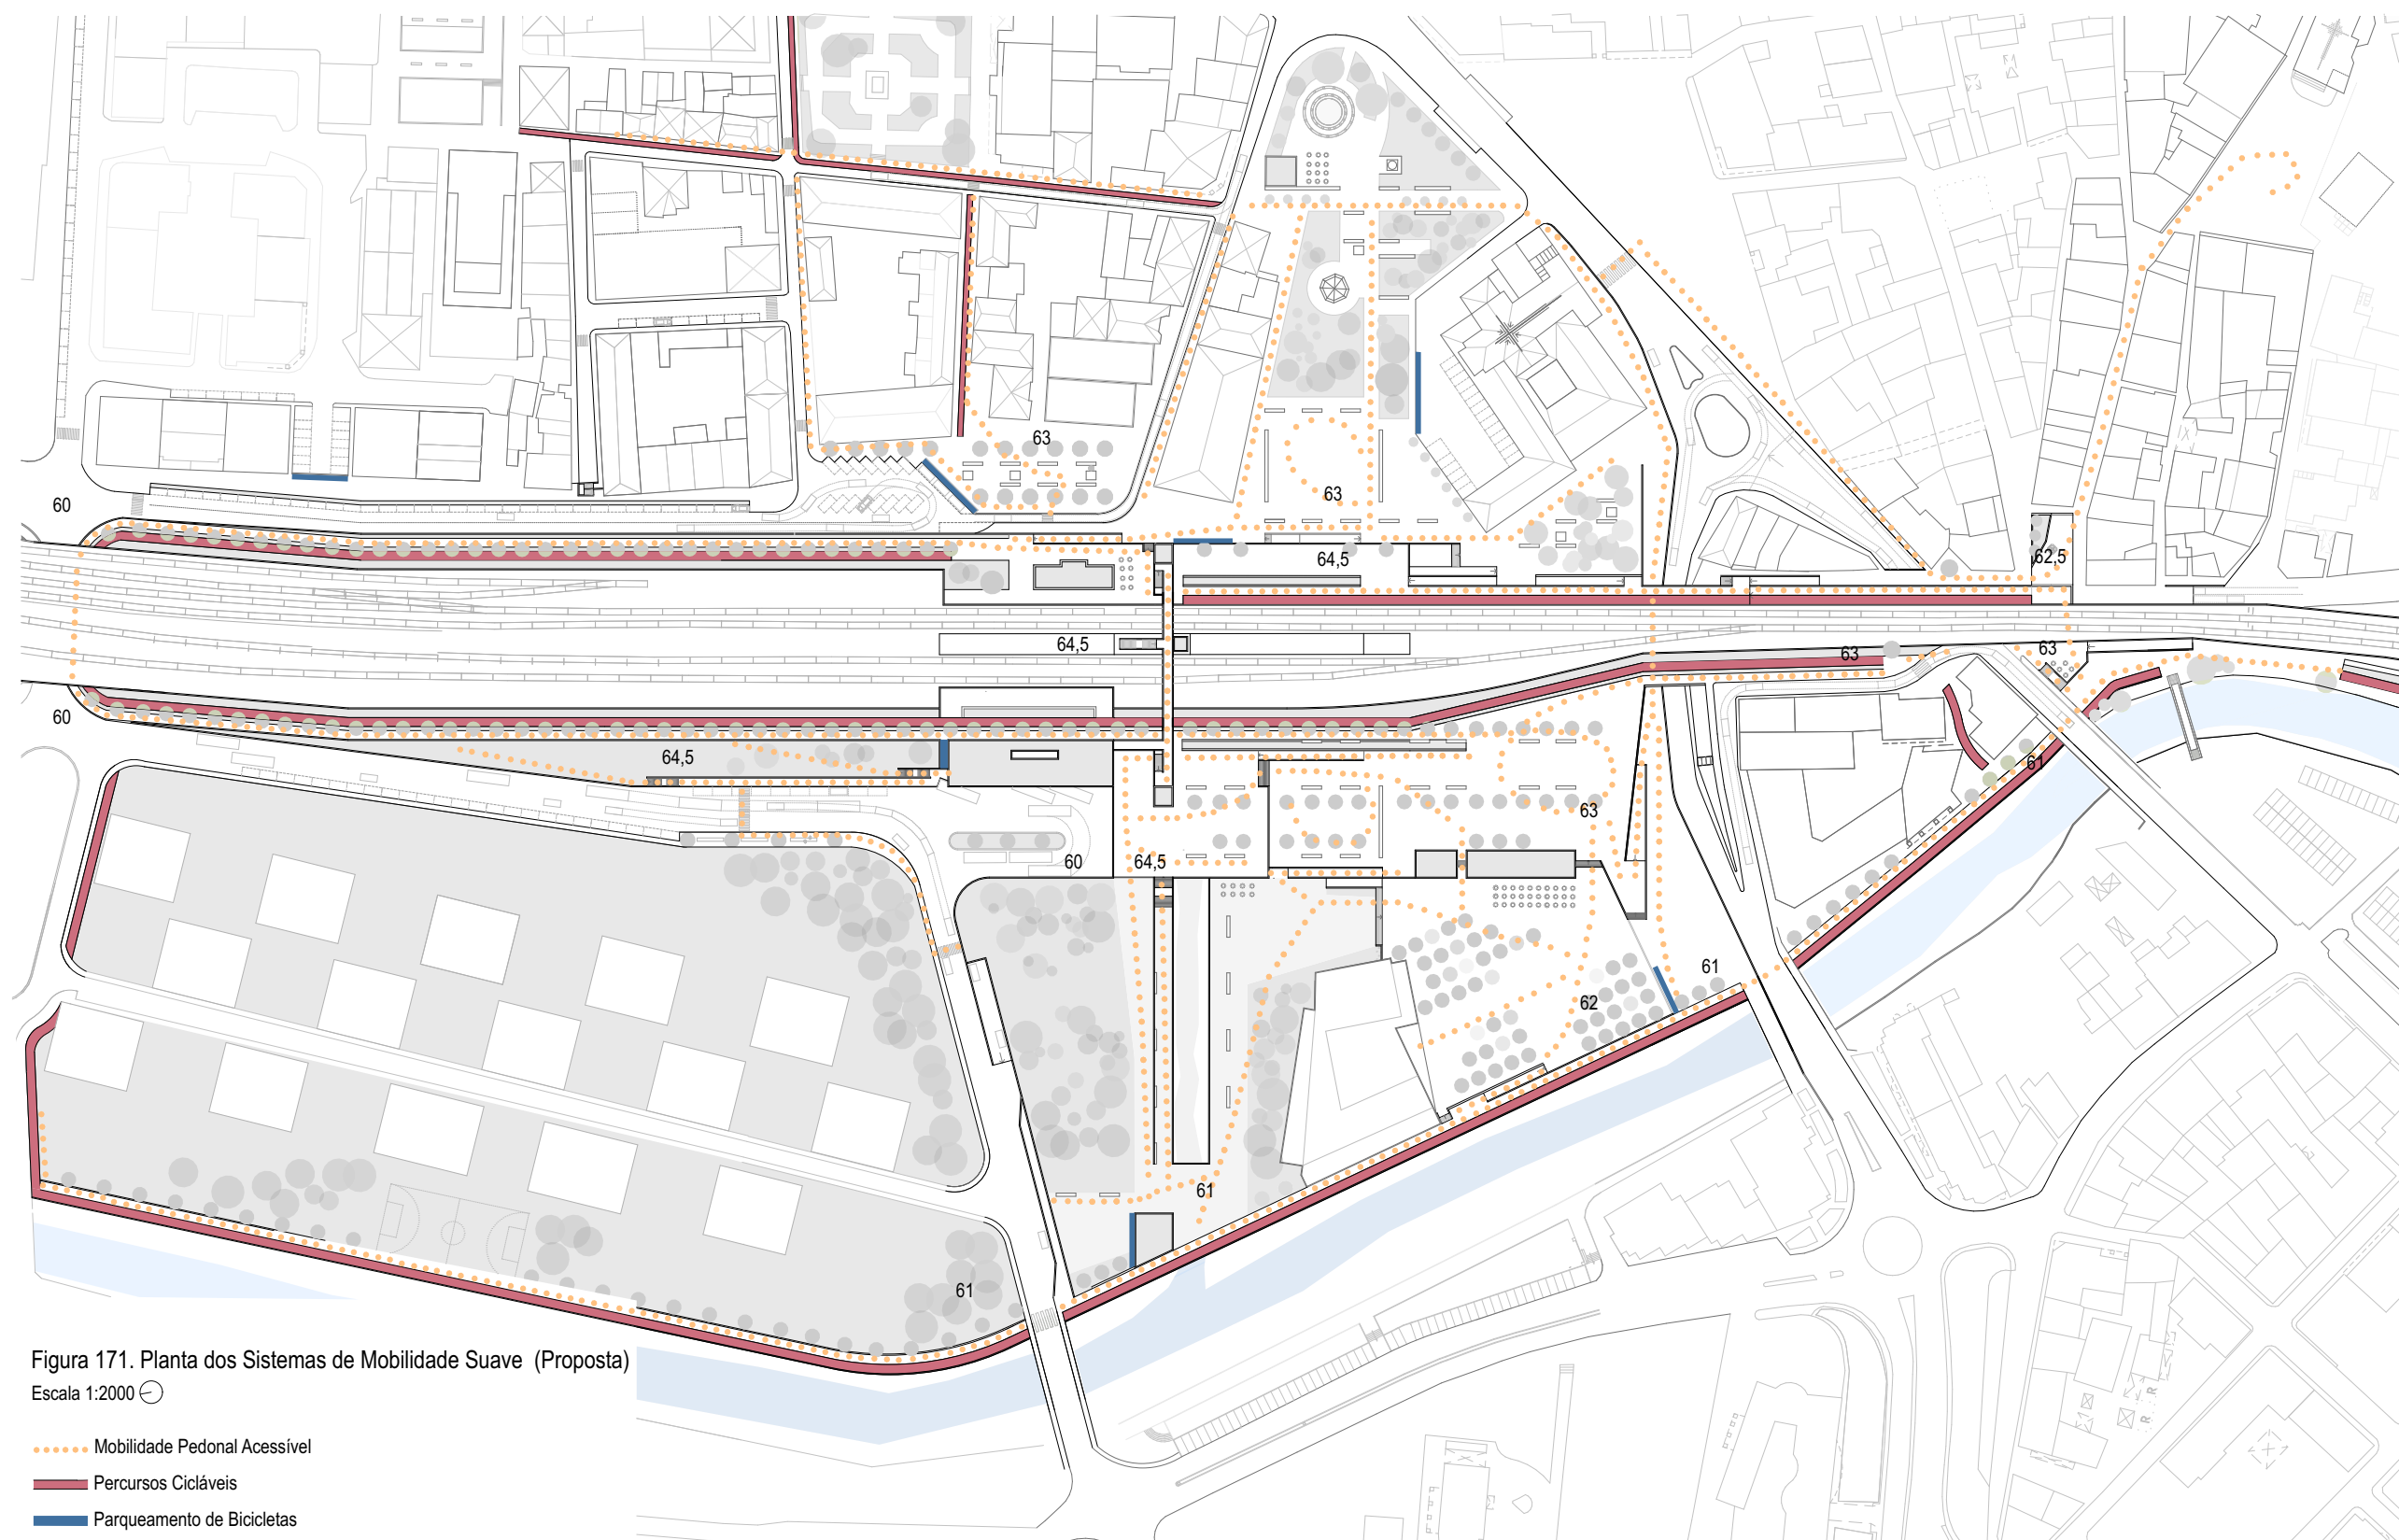 63
60
63
64,5
62,5
64,5
63
63
60
64,5
61
63
60
64,5
61
62
61
61
Figura 171. Planta dos Sistemas de Mobilidade Suave (Proposta)
Escala 1:2000
Mobilidade Pedonal Acessível
Percursos Cicláveis
Parqueamento de Bicicletas
R
R